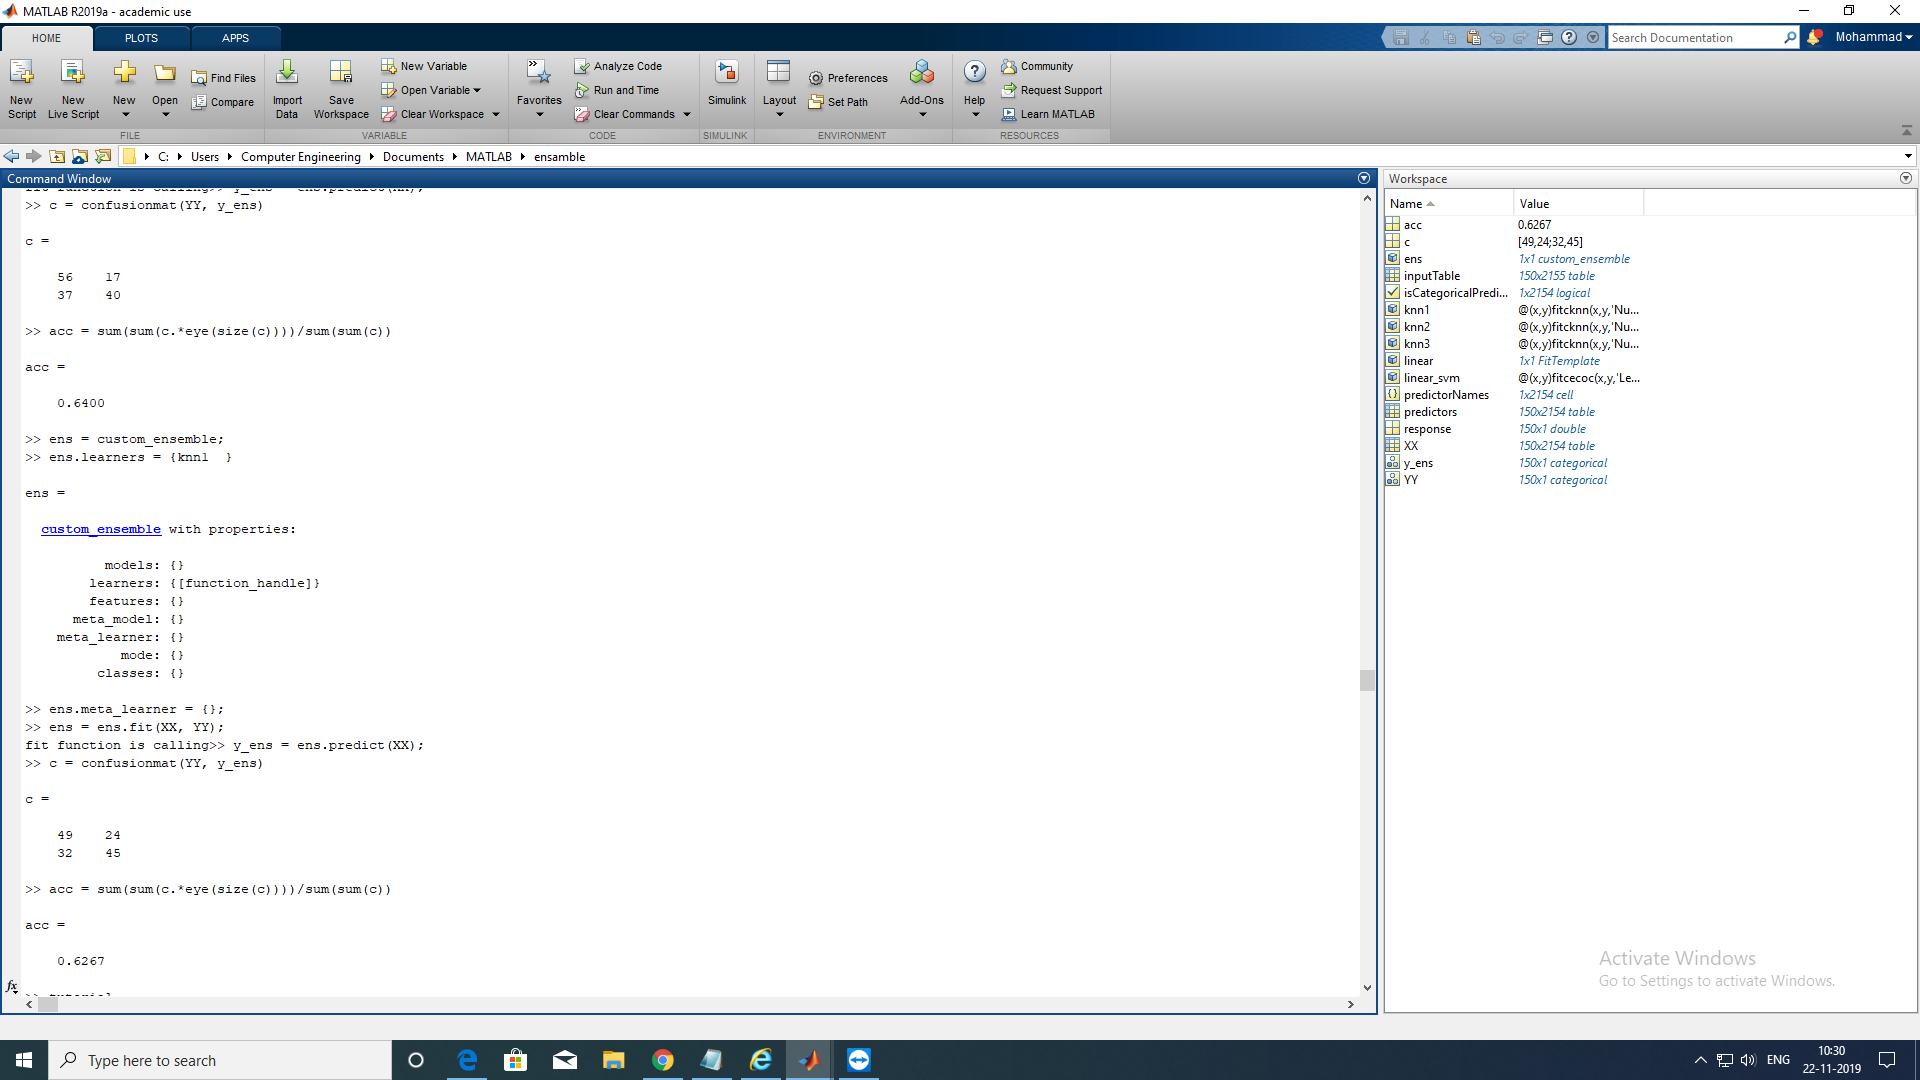 MATLAB R2019a - academic use
HOME PLOTS APPS
Search Documentation
Mohammad
New Script
New Live Script
New
Open
Find Files
Compare
Import Data
Save Workspace
New Variable
Open Variable
Clear Workspace
Favorites
Analyze Code
Run and Time
Clear Commands
Simulink
Layout
Preferences
Set Path
Add-Ons
Help
Community
Request Support
Learn MATLAB
FILE VARIABLE CODE SIMULINK ENVIRONMENT RESOURCES
C: Users Computer Engineering Documents MATLAB ensamble
Command Window
fit function is calling>> y_ens = ens.predict(XX);
>> c = confusionmat(YY, y_ens)
c =
56 17
37 40
>> acc = sum(sum(c.*eye(size(c))))/sum(sum(c))
acc =
0.6400
>> ens = custom_ensemble;
>> ens.learners = {knn1  }
ens =
custom_ensemble with properties:
models: {}
learners: {[function_handle]}
features: {}
meta_model: {}
meta_learner: {}
mode: {}
classes: {}
>> ens.meta_learner = {};
>> ens = ens.fit(XX, YY);
fit function is calling>> y_ens = ens.predict(XX);
>> c = confusionmat(YY, y_ens)
c =
49 24
32 45
>> acc = sum(sum(c.*eye(size(c))))/sum(sum(c))
acc =
0.6267
>> tutorial
fx
Workspace
Name Value
acc 0.6267
c [49,24;32,45]
ens 1x1 custom_ensemble
inputTable 150x2155 table
isCategoricalPredi... 1x2154 logical
knn1 @(x,y)fitcknn(x,y,'Nu...
knn2 @(x,y)fitcknn(x,y,'Nu...
knn3 @(x,y)fitcknn(x,y,'Nu...
linear 1x1 FitTemplate
linear_svm @(x,y)fitcecoc(x,y,'Le...
predictorNames 1x2154 cell
predictors 150x2154 table
response 150x1 double
XX 150x2154 table
y_ens 150x1 categorical
YY 150x1 categorical
Activate Windows
Go to Settings to activate Windows.
Type here to search
ENG
10:30
22-11-2019